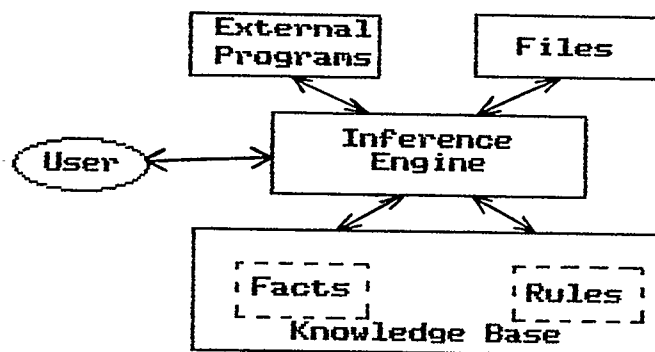 External
Programs
Files
Inference
Engine
User
Facts
Rules
Knowledge Base